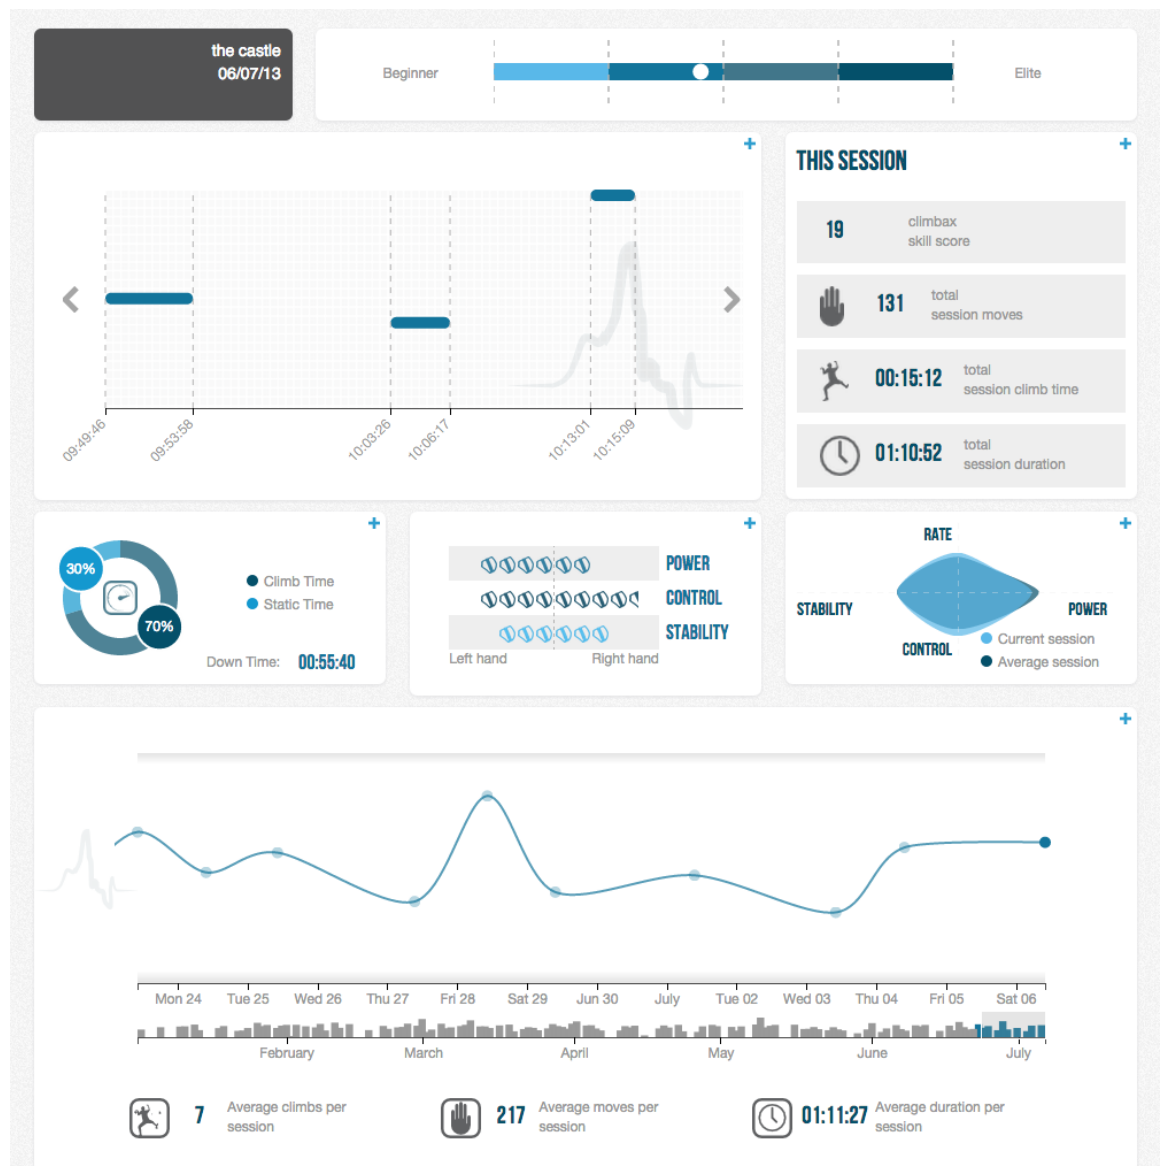 the castle
06/07/13
Beginner
Elite
THIS SESSION
19
climbax
skill score
131
total
session moves
00:15:12
total
session climb time
01:10:52
total
session duration
09:49:46
09:53:58
10:03:26
10:06:17
10:13:01
10:15:09
30%
70%
Climb Time
Static Time
Down Time: 00:55:40
POWER
CONTROL
STABILITY
Left hand
Right hand
RATE
STABILITY
POWER
CONTROL
Current session
Average session
Mon 24 Tue 25 Wed 26 Thu 27 Fri 28 Sat 29 Jun 30 July Tue 02 Wed 03 Thu 04 Fri 05 Sat 06
February March April May June July
7
Average climbs per
session
217
Average moves per
session
01:11:27
Average duration per
session